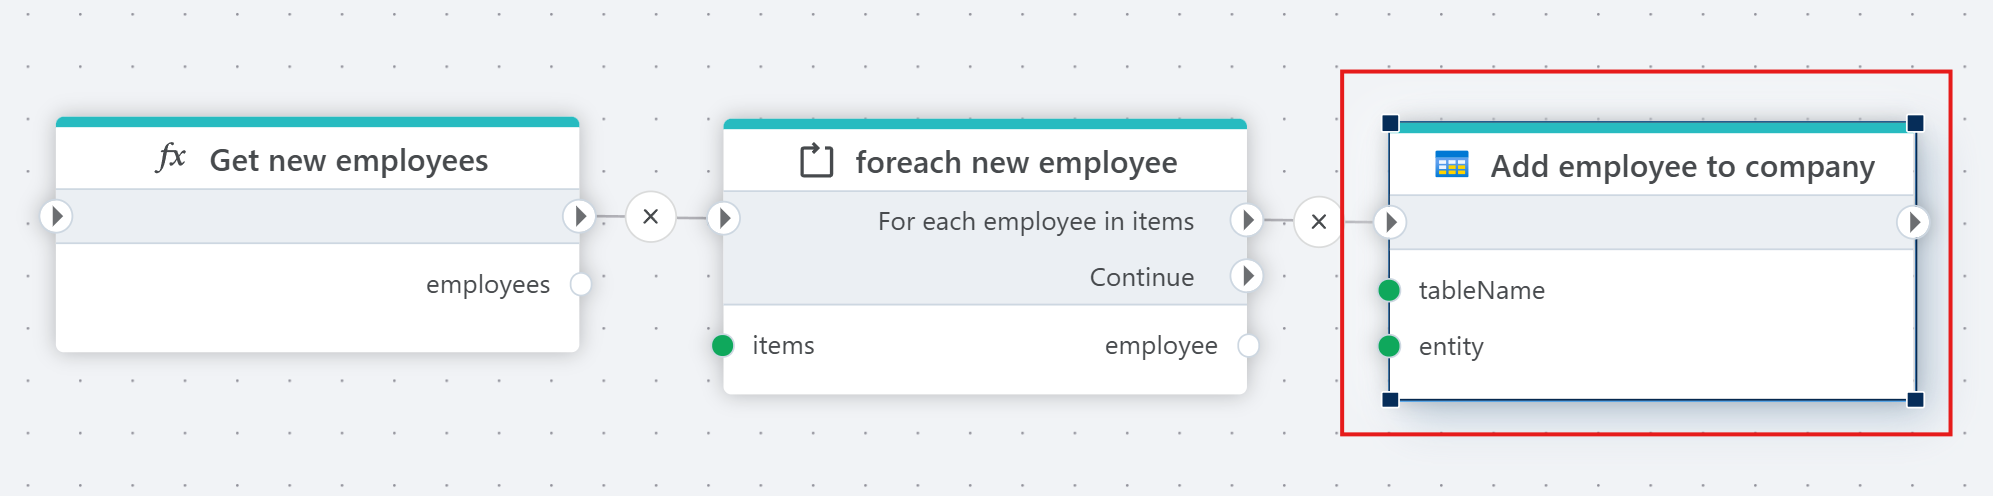 fx Get new employees
employees
foreach new employee
For each employee in items
Continue
items
employee
Add employee to company
tableName
entity